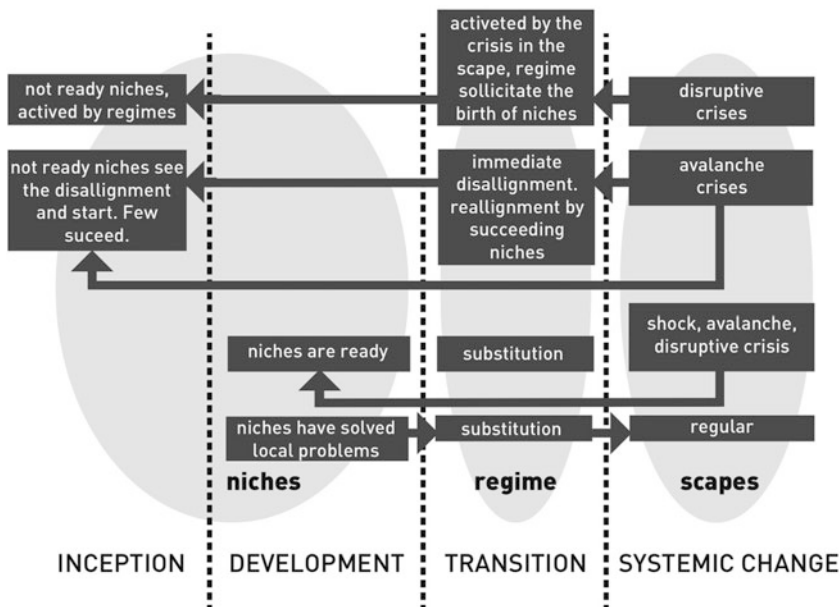 activeted by the
crisis in the
scape, regime
sollicitate the
birth of niches
not ready niches,
actived by regimes
disruptive
crises
not ready niches see
the disallignment
and start. Few
suceed.
immediate
disallignment.
reallignment by
succeeding
niches
avalanche
crises
shock, avalanche,
disruptive crisis
niches are ready
substitution
niches have solved
local problems
substitution
regular
niches
regime
scapes
INCEPTION
DEVELOPMENT
TRANSITION
SYSTEMIC CHANGE